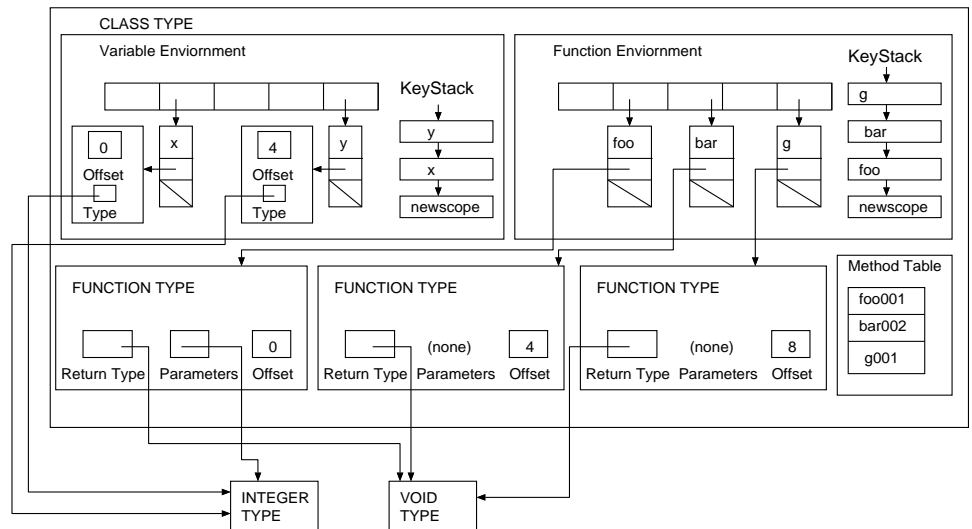 CLASS TYPE
Variable Enviornment
KeyStack
x
y
0
Offset
Type
4
Offset
Type
y
x
newscope
Function Enviornment
KeyStack
foo
bar
g
g
bar
foo
newscope
FUNCTION TYPE
0
Return Type Parameters Offset
FUNCTION TYPE
(none)
4
Return Type Parameters Offset
FUNCTION TYPE
(none)
8
Return Type Parameters Offset
Method Table
foo001
bar002
g001
INTEGER
TYPE
VOID
TYPE